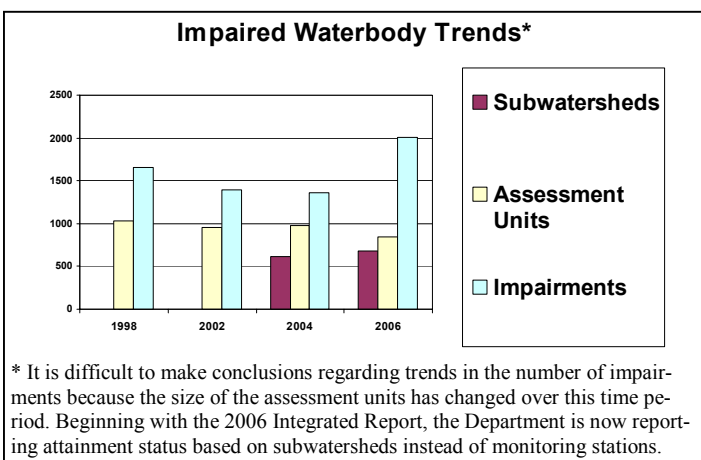 Impaired Waterbody Trends*
2500
2000
1500
1000
500
0
1998 2002 2004 2006
Subwatersheds
Assessment
Units
Impairments
* It is difficult to make conclusions regarding trends in the number of impair-
ments because the size of the assessment units has changed over this time pe-
riod. Beginning with the 2006 Integrated Report, the Department is now report-
ing attainment status based on subwatersheds instead of monitoring stations.